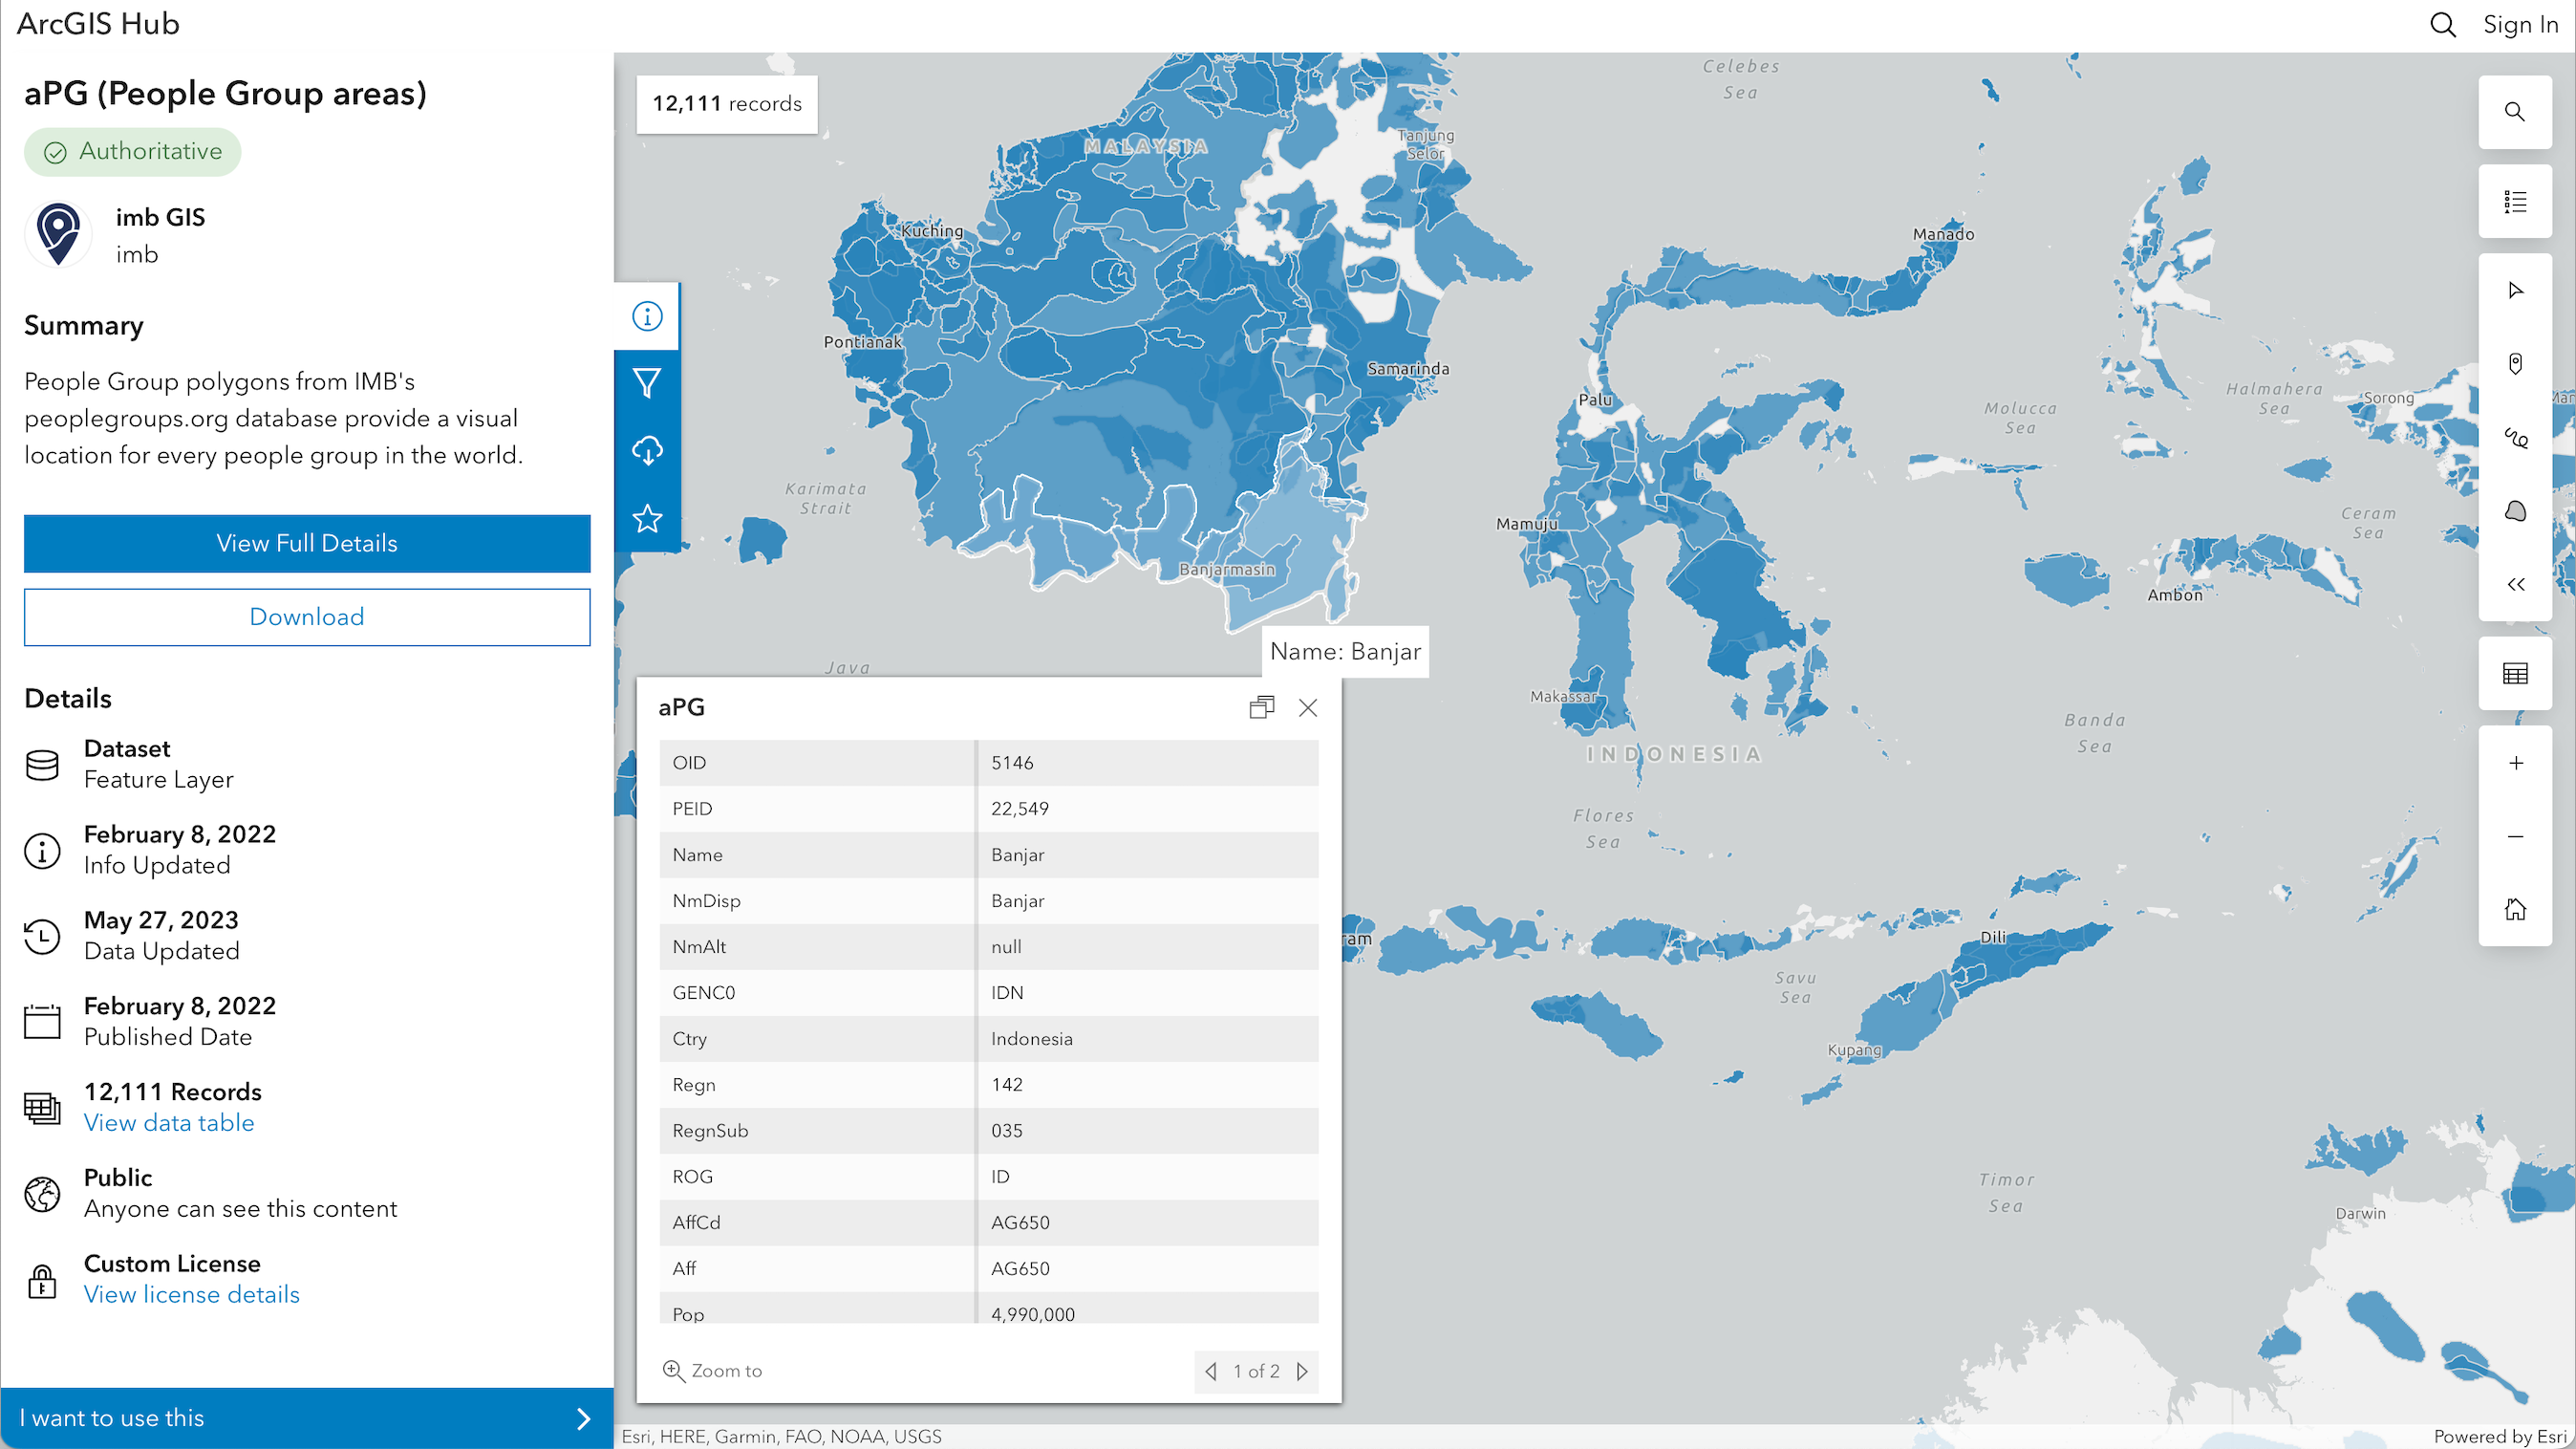 ArcGIS Hub
Sign In
aPG (People Group areas)
Authoritative
imb GIS
imb
Summary
People Group polygons from IMB's
peoplegroups.org database provide a visual
location for every people group in the world.
View Full Details
Download
Details
Dataset
Feature Layer
February 8, 2022
Info Updated
May 27, 2023
Data Updated
February 8, 2022
Published Date
12,111 Records
View data table
Public
Anyone can see this content
Custom License
View license details
I want to use this
12,111 records
Celebes
Sea
MALAYSIA
Tanjung
Selor
Kuching
Manado
Pontianak
Samarinda
Palu
Molucca
Sea
Halmahera
Sea
Sorong
Man
Karimata
Strait
Mamuju
Ceram
Sea
Banjarmasin
Ambon
Name: Banjar
Java
Makassar
INDONESIA
Banda
Sea
Flores
Sea
ram
Dili
Savu
Sea
Kupang
Timor
Sea
Darwin
aPG
OID 5146
PEID 22,549
Name Banjar
NmDisp Banjar
NmAlt null
GENC0 IDN
Ctry Indonesia
Regn 142
RegnSub 035
ROG ID
AffCd AG650
Aff AG650
Pop 4,990,000
Zoom to
1 of 2
Esri, HERE, Garmin, FAO, NOAA, USGS
Powered by Esri